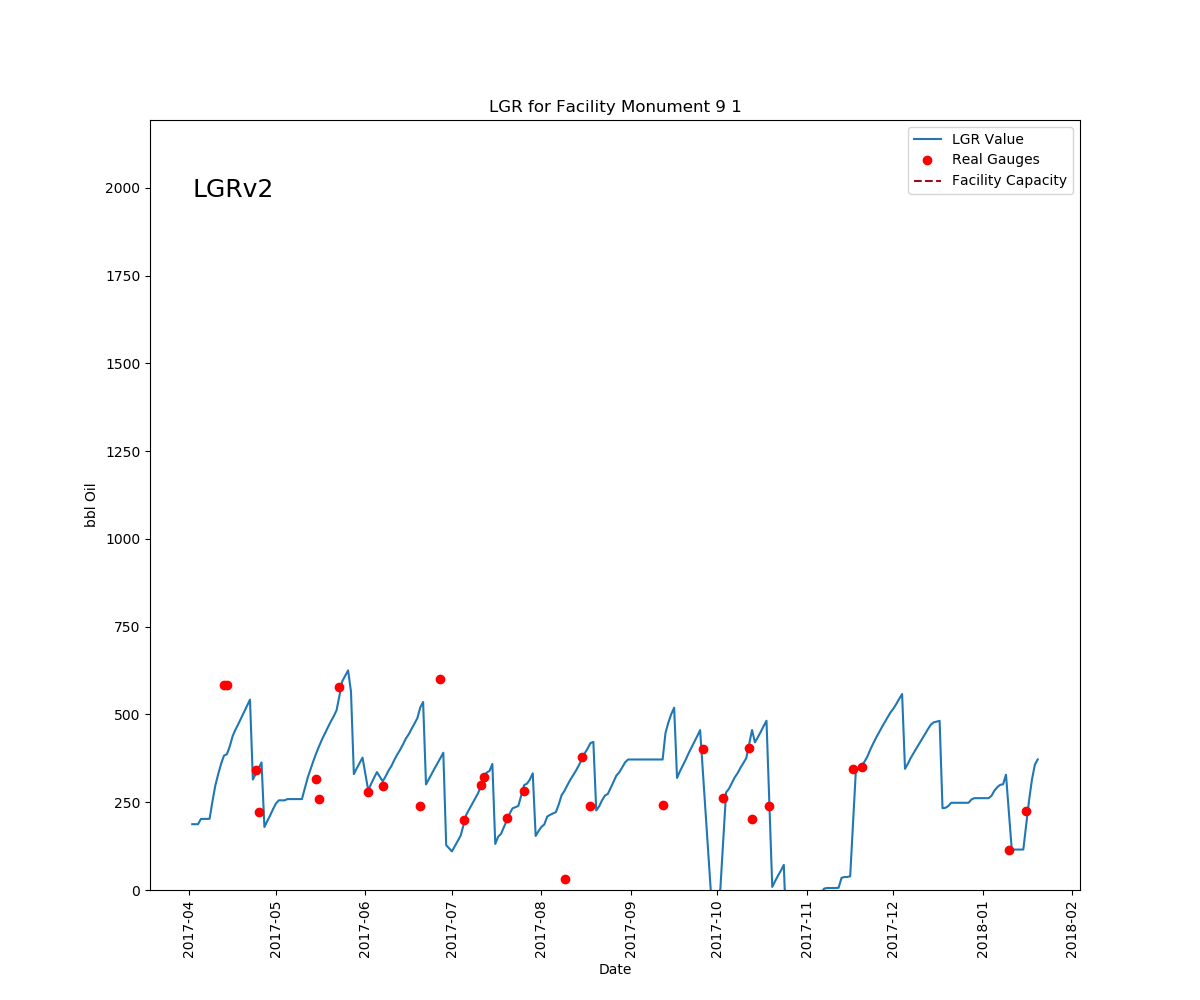 LGR for Facility Monument 9 1
LGR Value
Real Gauges
Facility Capacity
LGRv2
bbl Oil
2000
1750
1500
1250
1000
750
500
250
0
2017-04
2017-05
2017-06
2017-07
2017-08
2017-09
2017-10
2017-11
2017-12
2018-01
2018-02
Date